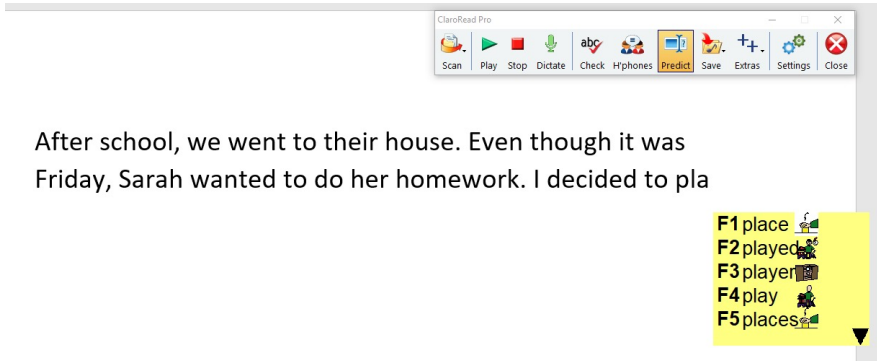 ClaroRead Pro
Scan Play Stop Dictate Check H'phones Predict Save Extras Settings Close
After school, we went to their house. Even though it was
Friday, Sarah wanted to do her homework. I decided to pla
F1 place
F2 played
F3 player
F4 play
F5 places